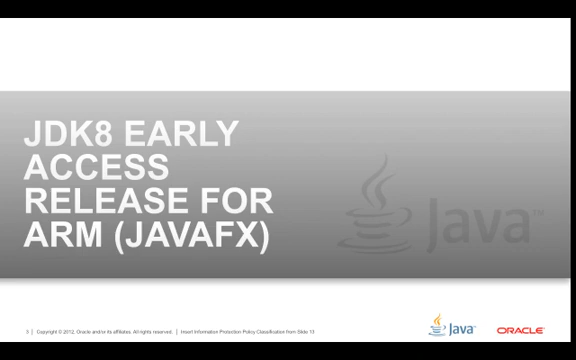 JDK8 EARLY
ACCESS
RELEASE FOR
ARM (JAVAFX)
Java™
3 | Copyright © 2012, Oracle and/or its affiliates. All rights reserved. | Insert Information Protection Policy Classification from Slide 13
Java
ORACLE